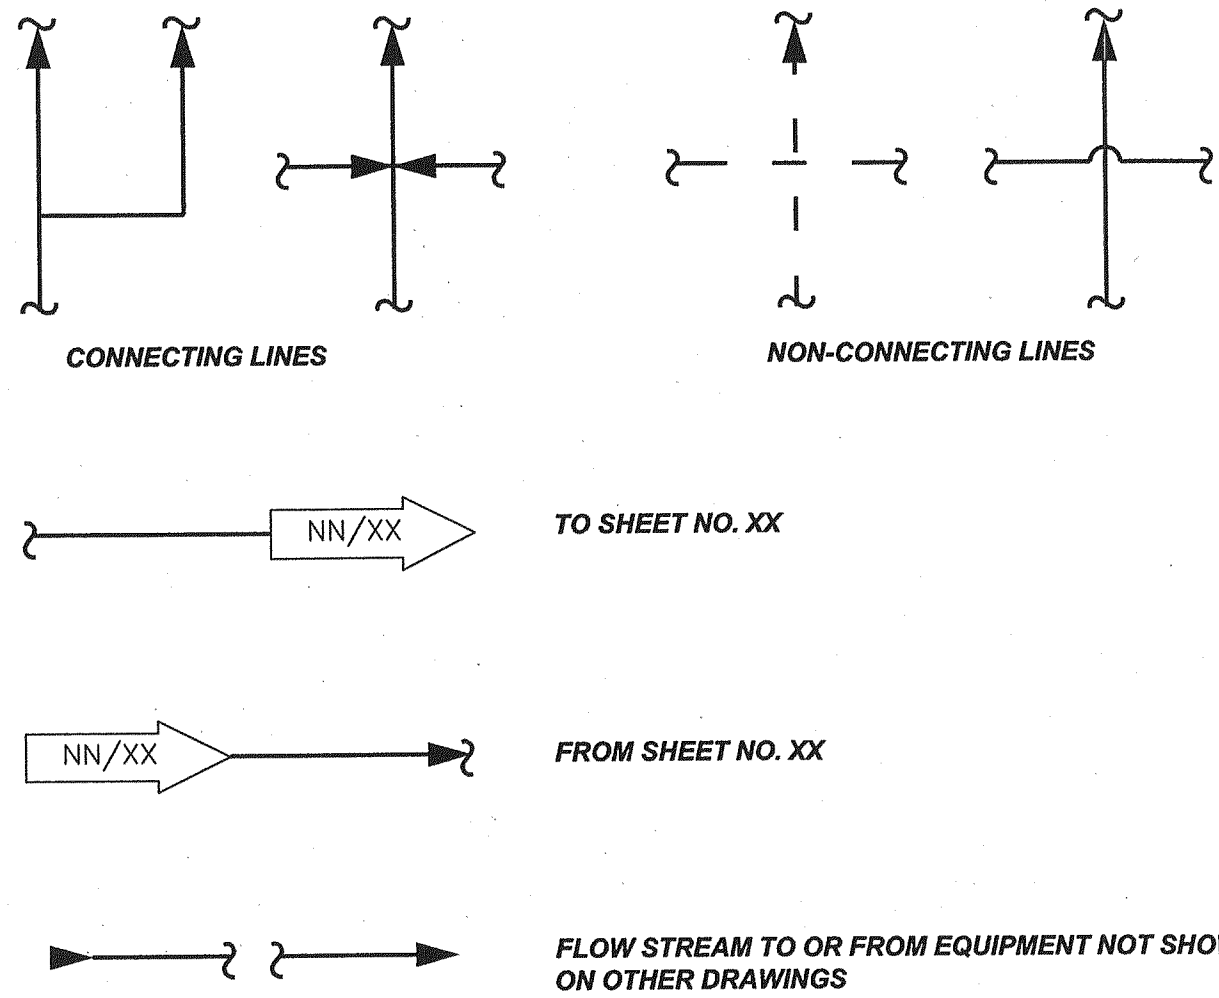 CONNECTING LINES
NON-CONNECTING LINES
NN/XX
TO SHEET NO. XX
NN/XX
FROM SHEET NO. XX
FLOW STREAM TO OR FROM EQUIPMENT NOT SHOW
ON OTHER DRAWINGS